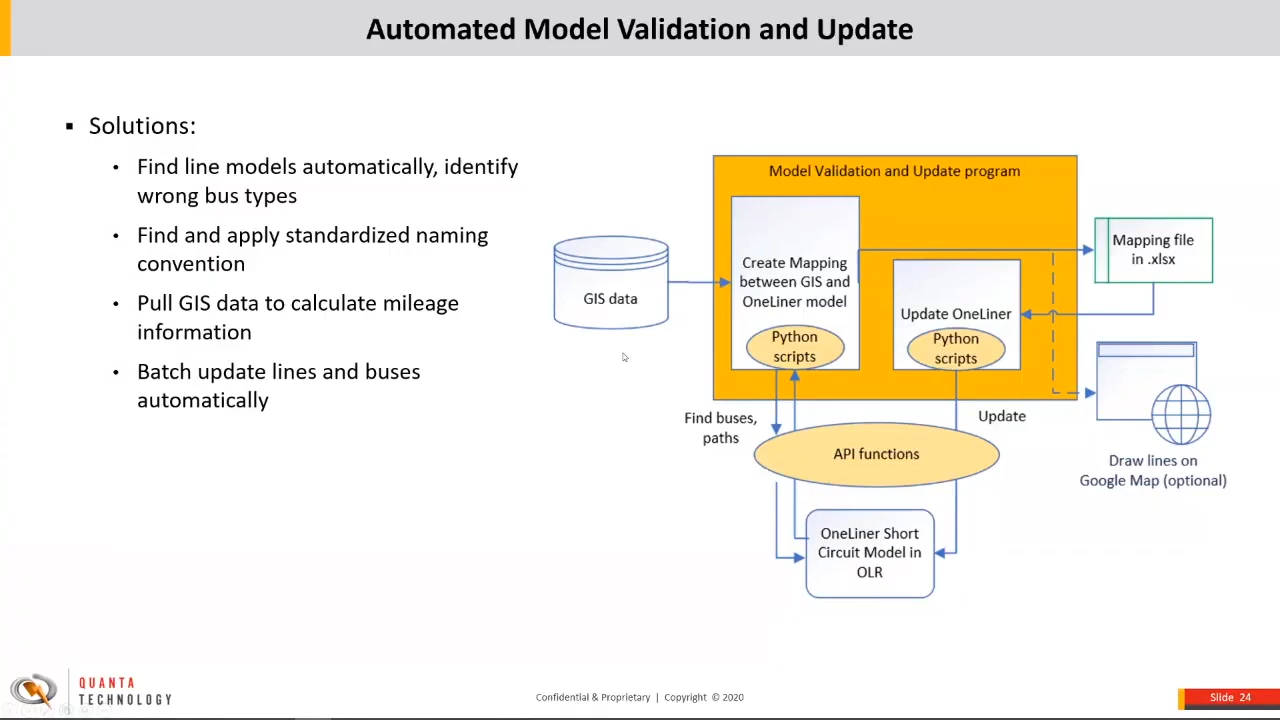 Automated Model Validation and Update
▪ Solutions:
• Find line models automatically, identify
wrong bus types
• Find and apply standardized naming
convention
• Pull GIS data to calculate mileage
information
• Batch update lines and buses
automatically
Model Validation and Update program
GIS data
Create Mapping
between GIS and
OneLiner model
Python
scripts
Update OneLiner
Python
scripts
Mapping file
in .xlsx
Find buses,
paths
Update
API functions
Draw lines on
Google Map (optional)
OneLiner Short
Circuit Model in
OLR
QUANTA
TECHNOLOGY
Confidential & Proprietary | Copyright © 2020
Slide 24